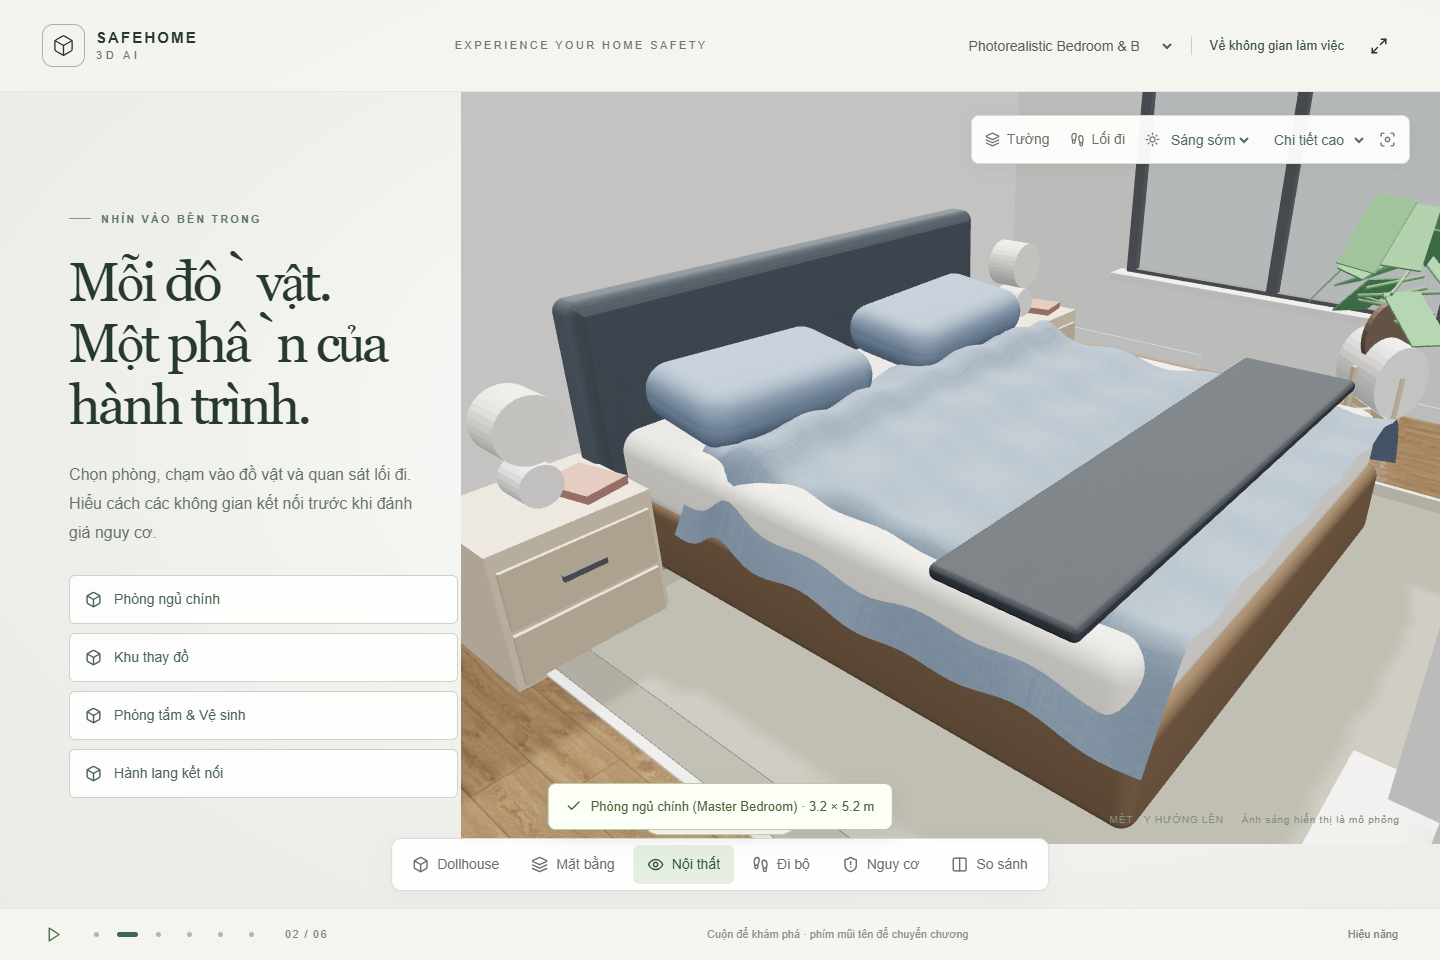 SAFEHOME
3D AI
EXPERIENCE YOUR HOME SAFETY
Photorealistic Bedroom & B
Về không gian làm việc
Tường
Lối đi
Sáng sớm
Chi tiết cao
NHÌN VÀO BÊN TRONG
Mỗi đồ vật.
Một phần của
hành trình.
Chọn phòng, chạm vào đồ vật và quan sát lối đi.
Hiểu cách các không gian kết nối trước khi đánh
giá nguy cơ.
Phòng ngủ chính
Khu thay đồ
Phòng tắm & Vệ sinh
Hành lang kết nối
Phòng ngủ chính (Master Bedroom) · 3.2 × 5.2 m
MÉT Y HƯỚNG LÊN Ánh sáng hiển thị là mô phỏng
Dollhouse
Mặt bằng
Nội thất
Đi bộ
Nguy cơ
So sánh
02 / 06
Cuộn để khám phá · phím mũi tên để chuyển chương
Hiệu năng